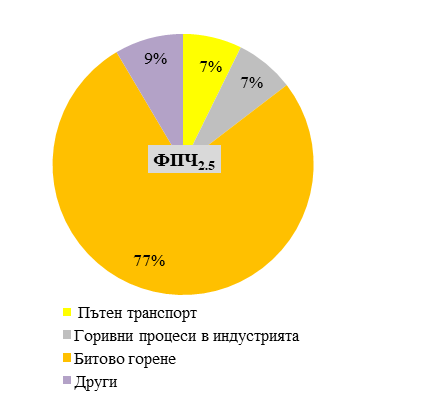 9%
7%
7%
ФПЧ2.5
77%
Пътен транспорт
Горивни процеси в индустрията
Битово горене
Други